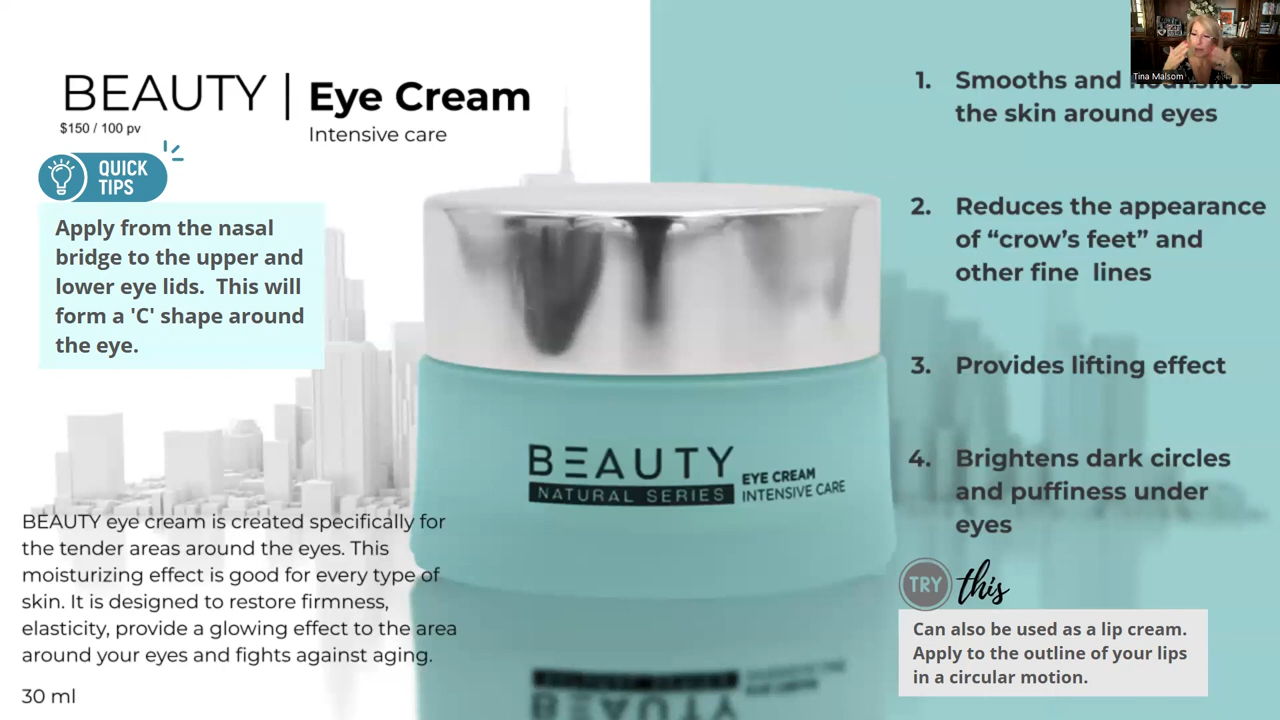 BEAUTY | Eye Cream
$150 / 100 pv
Intensive care
QUICK
TIPS
Apply from the nasal
bridge to the upper and
lower eye lids. This will
form a 'C' shape around
the eye.
BEAUTY eye cream is created specifically for
the tender areas around the eyes. This
moisturizing effect is good for every type of
skin. It is designed to restore firmness,
elasticity, provide a glowing effect to the area
around your eyes and fights against aging.
30 ml
BEAUTY
NATURAL SERIES
EYE CREAM
INTENSIVE CARE
Tina Malsom
1. Smooths and nourishes
the skin around eyes
2. Reduces the appearance
of “crow’s feet” and
other fine lines
3. Provides lifting effect
4. Brightens dark circles
and puffiness under
eyes
TRY this
Can also be used as a lip cream.
Apply to the outline of your lips
in a circular motion.